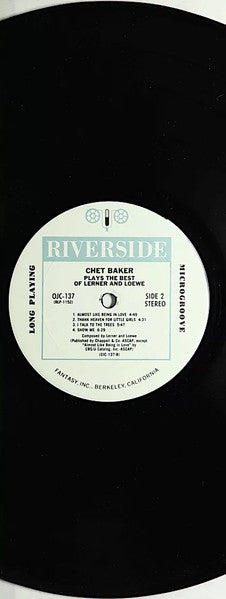 RIVERSIDE
CHET BAKER
PLAYS THE BEST
OF LERNER AND LOEWE
OJC-137
(RLP-1152)
SIDE 2
STEREO
LONG PLAYING
MICROGROOVE
1. ALMOST LIKE BEING IN LOVE 4:49
2. THANK HEAVEN FOR LITTLE GIRLS 4:31
3. I TALK TO THE TREES 5:47
4. SHOW ME 6:29
Composed by Lerner and Loewe
(Published by Chappell & Co. ASCAP, except
"Almost Like Being in Love" by
CBS/U Catalog, Inc.-ASCAP)
(OJC-137-B)
FANTASY, INC., BERKELEY, CALIFORNIA